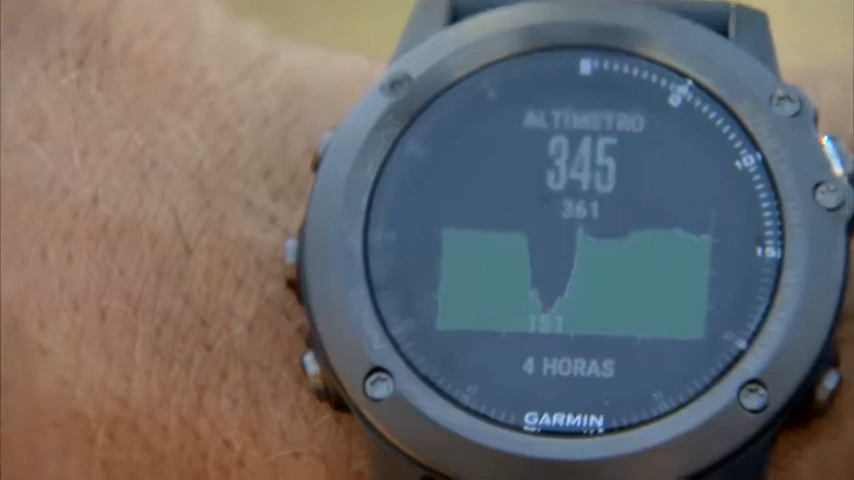 ALTÍMETRO
345
361
151
4 HORAS
GARMIN